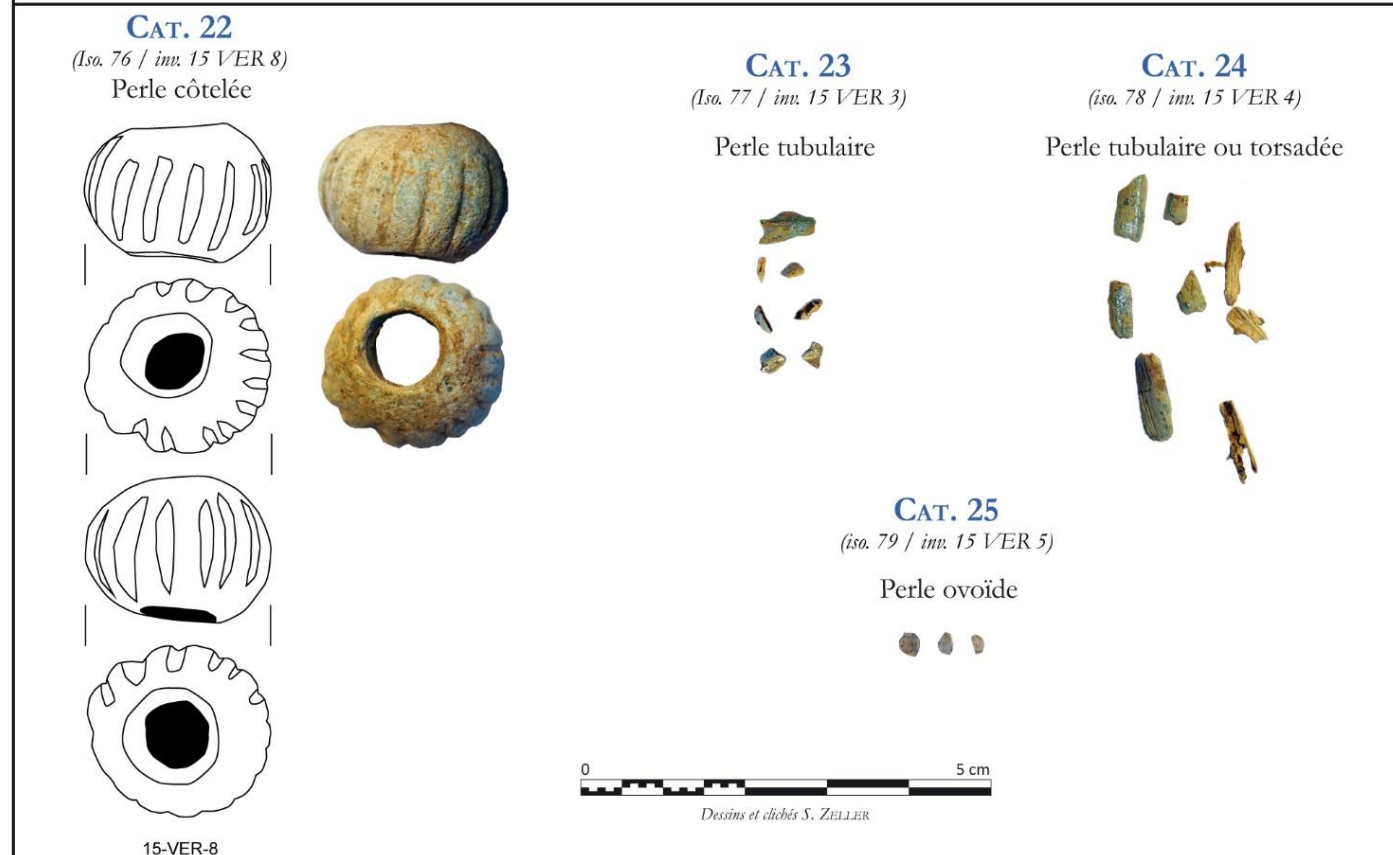 CAT. 22
(Iso. 76 / inv. 15 VER 8)
Perle côtelée
15-VER-8
CAT. 23
(Iso. 77 / inv. 15 VER 3)
Perle tubulaire
CAT. 24
(iso. 78 / inv. 15 VER 4)
Perle tubulaire ou torsadée
CAT. 25
(iso. 79 / inv. 15 VER 5)
Perle ovoïde
0 5 cm
Dessins et clichés S. ZELLER